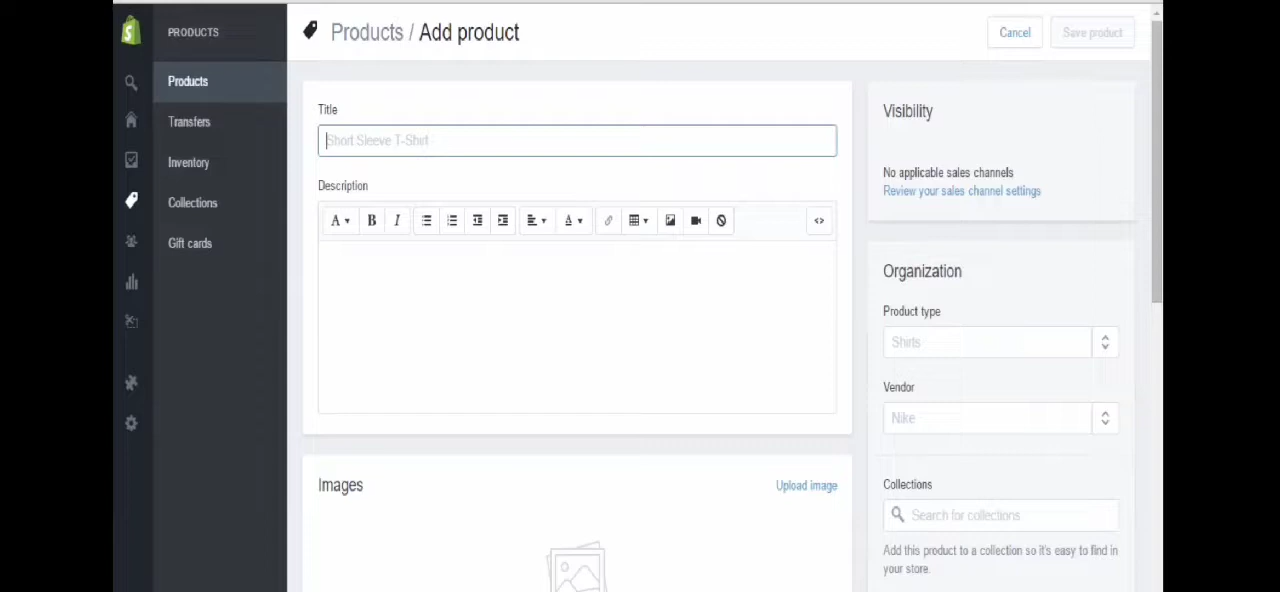 PRODUCTS
Products / Add product
Cancel
Save product
Products
Transfers
Inventory
Collections
Gift cards
Title
Short Sleeve T-Shirt
Description
A
B
I
A
<>
Images
Upload image
Visibility
No applicable sales channels
Review your sales channel settings
Organization
Product type
Shirts
Vendor
Nike
Collections
Search for collections
Add this product to a collection so it's easy to find in
your store.